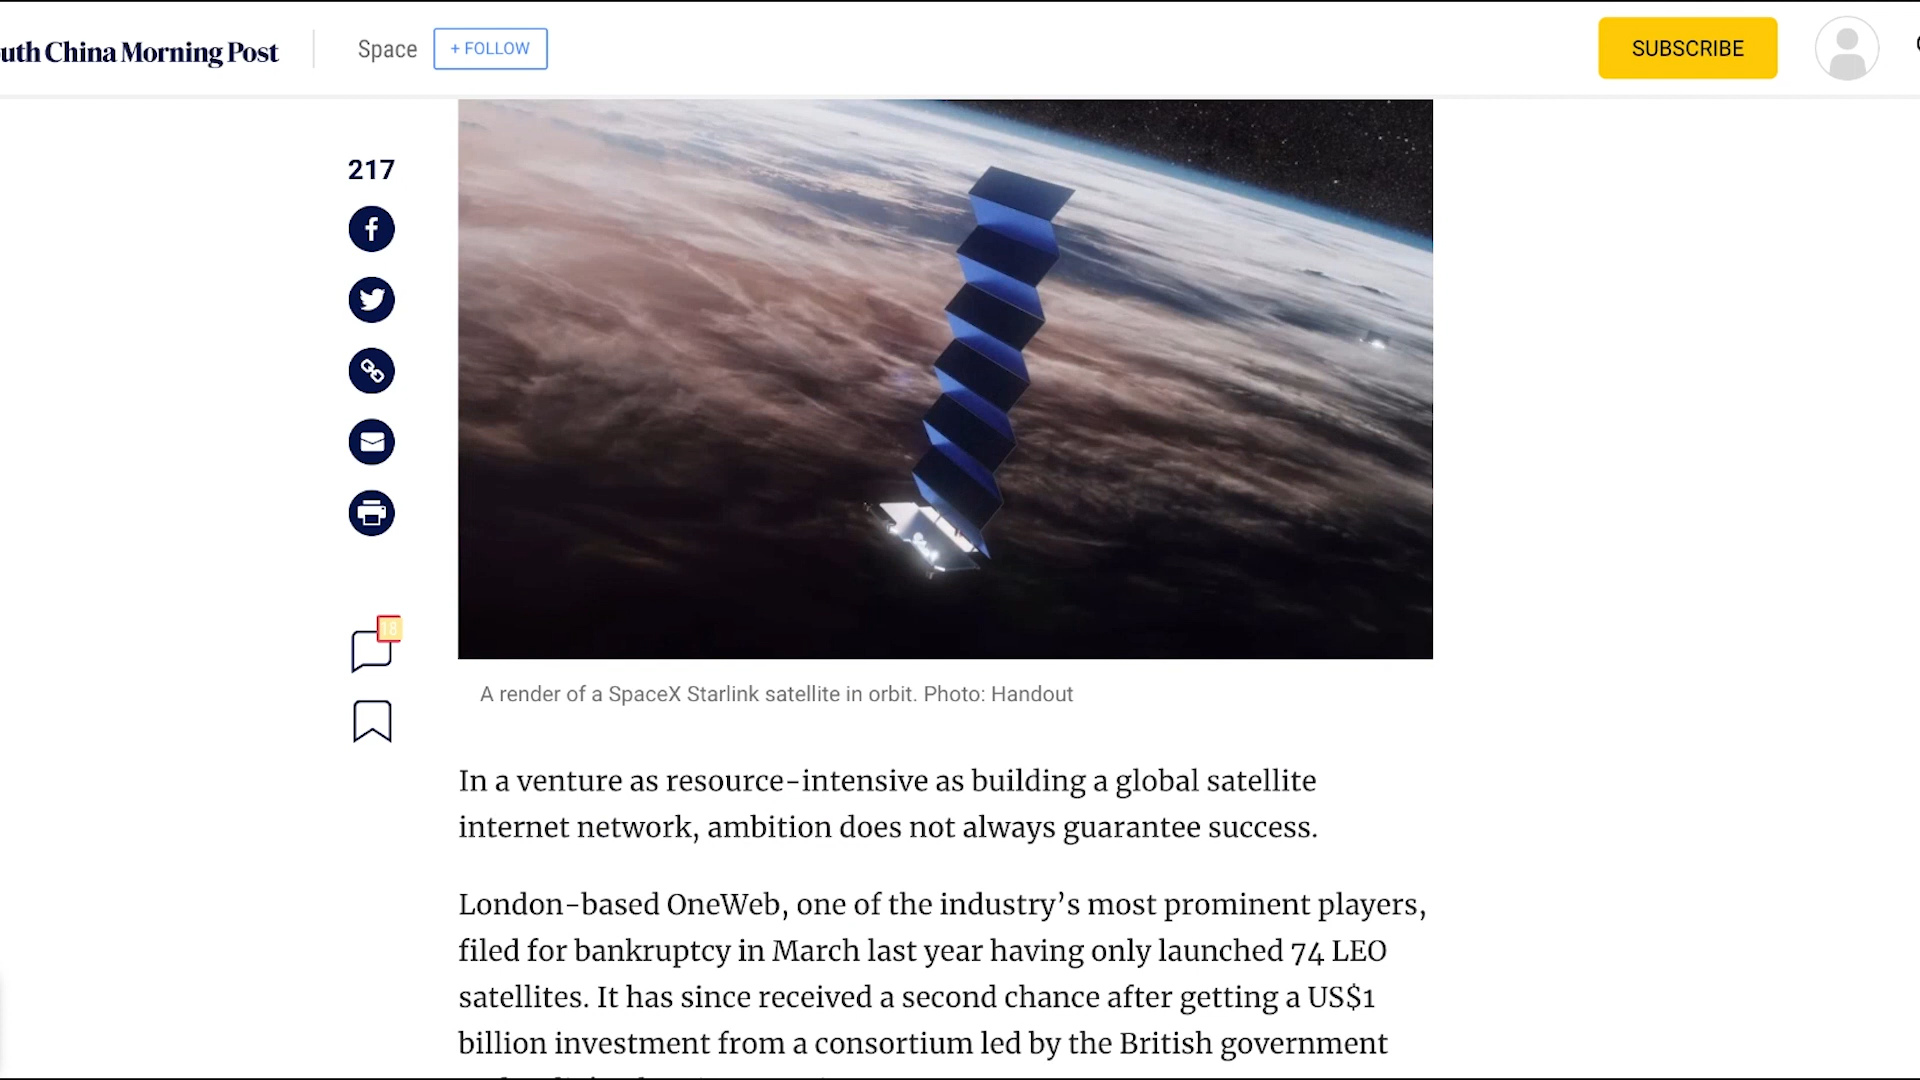 uth China Morning Post
Space
+ FOLLOW
SUBSCRIBE
217
18
A render of a SpaceX Starlink satellite in orbit. Photo: Handout
In a venture as resource-intensive as building a global satellite
internet network, ambition does not always guarantee success.
London-based OneWeb, one of the industry’s most prominent players,
filed for bankruptcy in March last year having only launched 74 LEO
satellites. It has since received a second chance after getting a US$1
billion investment from a consortium led by the British government